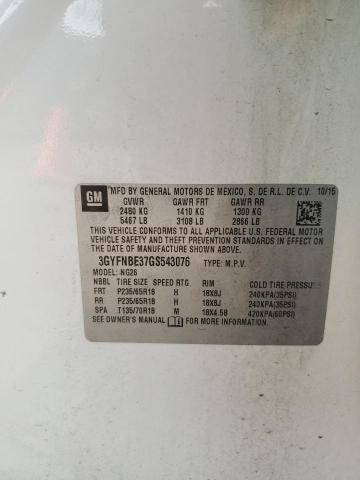 GM
MFD BY GENERAL MOTORS DE MEXICO, S. DE R.L. DE C.V. 10/15
GVWR GAWR FRT GAWR RR
2480 KG 1410 KG 1300 KG
5467 LB 3108 LB 2866 LB
THIS VEHICLE CONFORMS TO ALL APPLICABLE U.S. FEDERAL MOTOR
VEHICLE SAFETY, BUMPER, AND THEFT PREVENTION STANDARDS IN
EFFECT ON THE DATE OF MANUFACTURE SHOWN ABOVE.
3GYFNBE37GS543076 TYPE: M.P.V.
MODEL: NG26
NBBL TIRE SIZE SPEED RTG RIM COLD TIRE PRESSURE
FRT P235/65R18 H 18X8J 240KPA(35PSI)
RR P235/65R18 H 18X8J 240KPA(35PSI)
SPA T135/70R18 M 18X4.5B 420KPA(60PSI)
SEE OWNER'S MANUAL FOR MORE INFORMATION